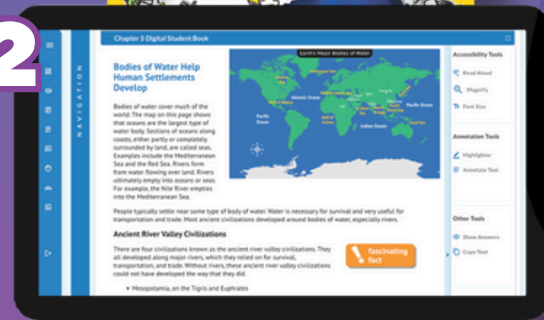 2
Chapter 5 Digital Student Book
NAVIGATION
Bodies of Water Help
Human Settlements
Develop
Bodies of water cover much of the
world. The map on this page shows
that oceans are the largest type of
water body. Sections of oceans along
coasts, either partly or completely
surrounded by land, are called seas.
Examples include the Mediterranean
Sea and the Red Sea. Rivers form
from water flowing over land. Rivers
ultimately empty into oceans or seas.
For example, the Nile River empties
into the Mediterranean Sea.
Earth's Major Bodies of Water
Atlantic Ocean
Pacific
Ocean
Pacific
Ocean
Indian Ocean
People typically settle near some type of body of water. Water is necessary for survival and very useful for
transportation and trade. Most ancient civilizations developed around bodies of water, especially rivers.
Ancient River Valley Civilizations
There are four civilizations known as the ancient river valley civilizations. They
all developed along major rivers, which they relied on for survival,
transportation, and trade. Without rivers, these ancient river valley civilizations
could not have developed the way that they did.
• Mesopotamia, on the Tigris and Euphrates
fascinating
fact
Accessibility Tools
Read Aloud
Magnify
Font Size
Annotation Tools
Highlighter
Annotate Text
Other Tools
Show Answers
Copy Text